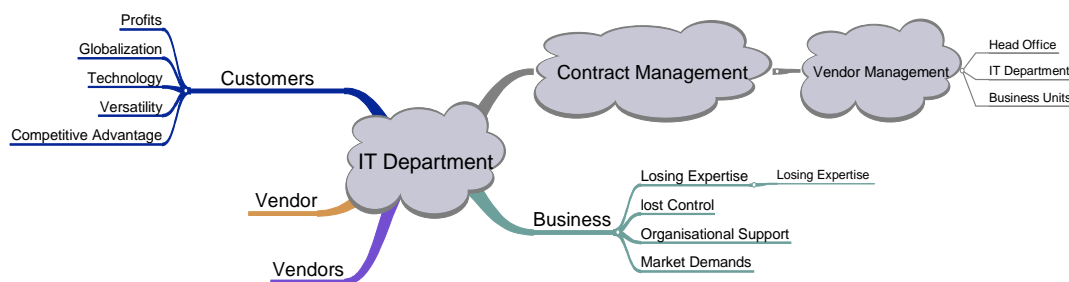 Profits
Globalization
Technology
Versatility
Competitive Advantage
Customers
IT Department
Vendor
Vendors
Contract Management
Vendor Management
Head Office
IT Department
Business Units
Business
Losing Expertise
Losing Expertise
lost Control
Organisational Support
Market Demands